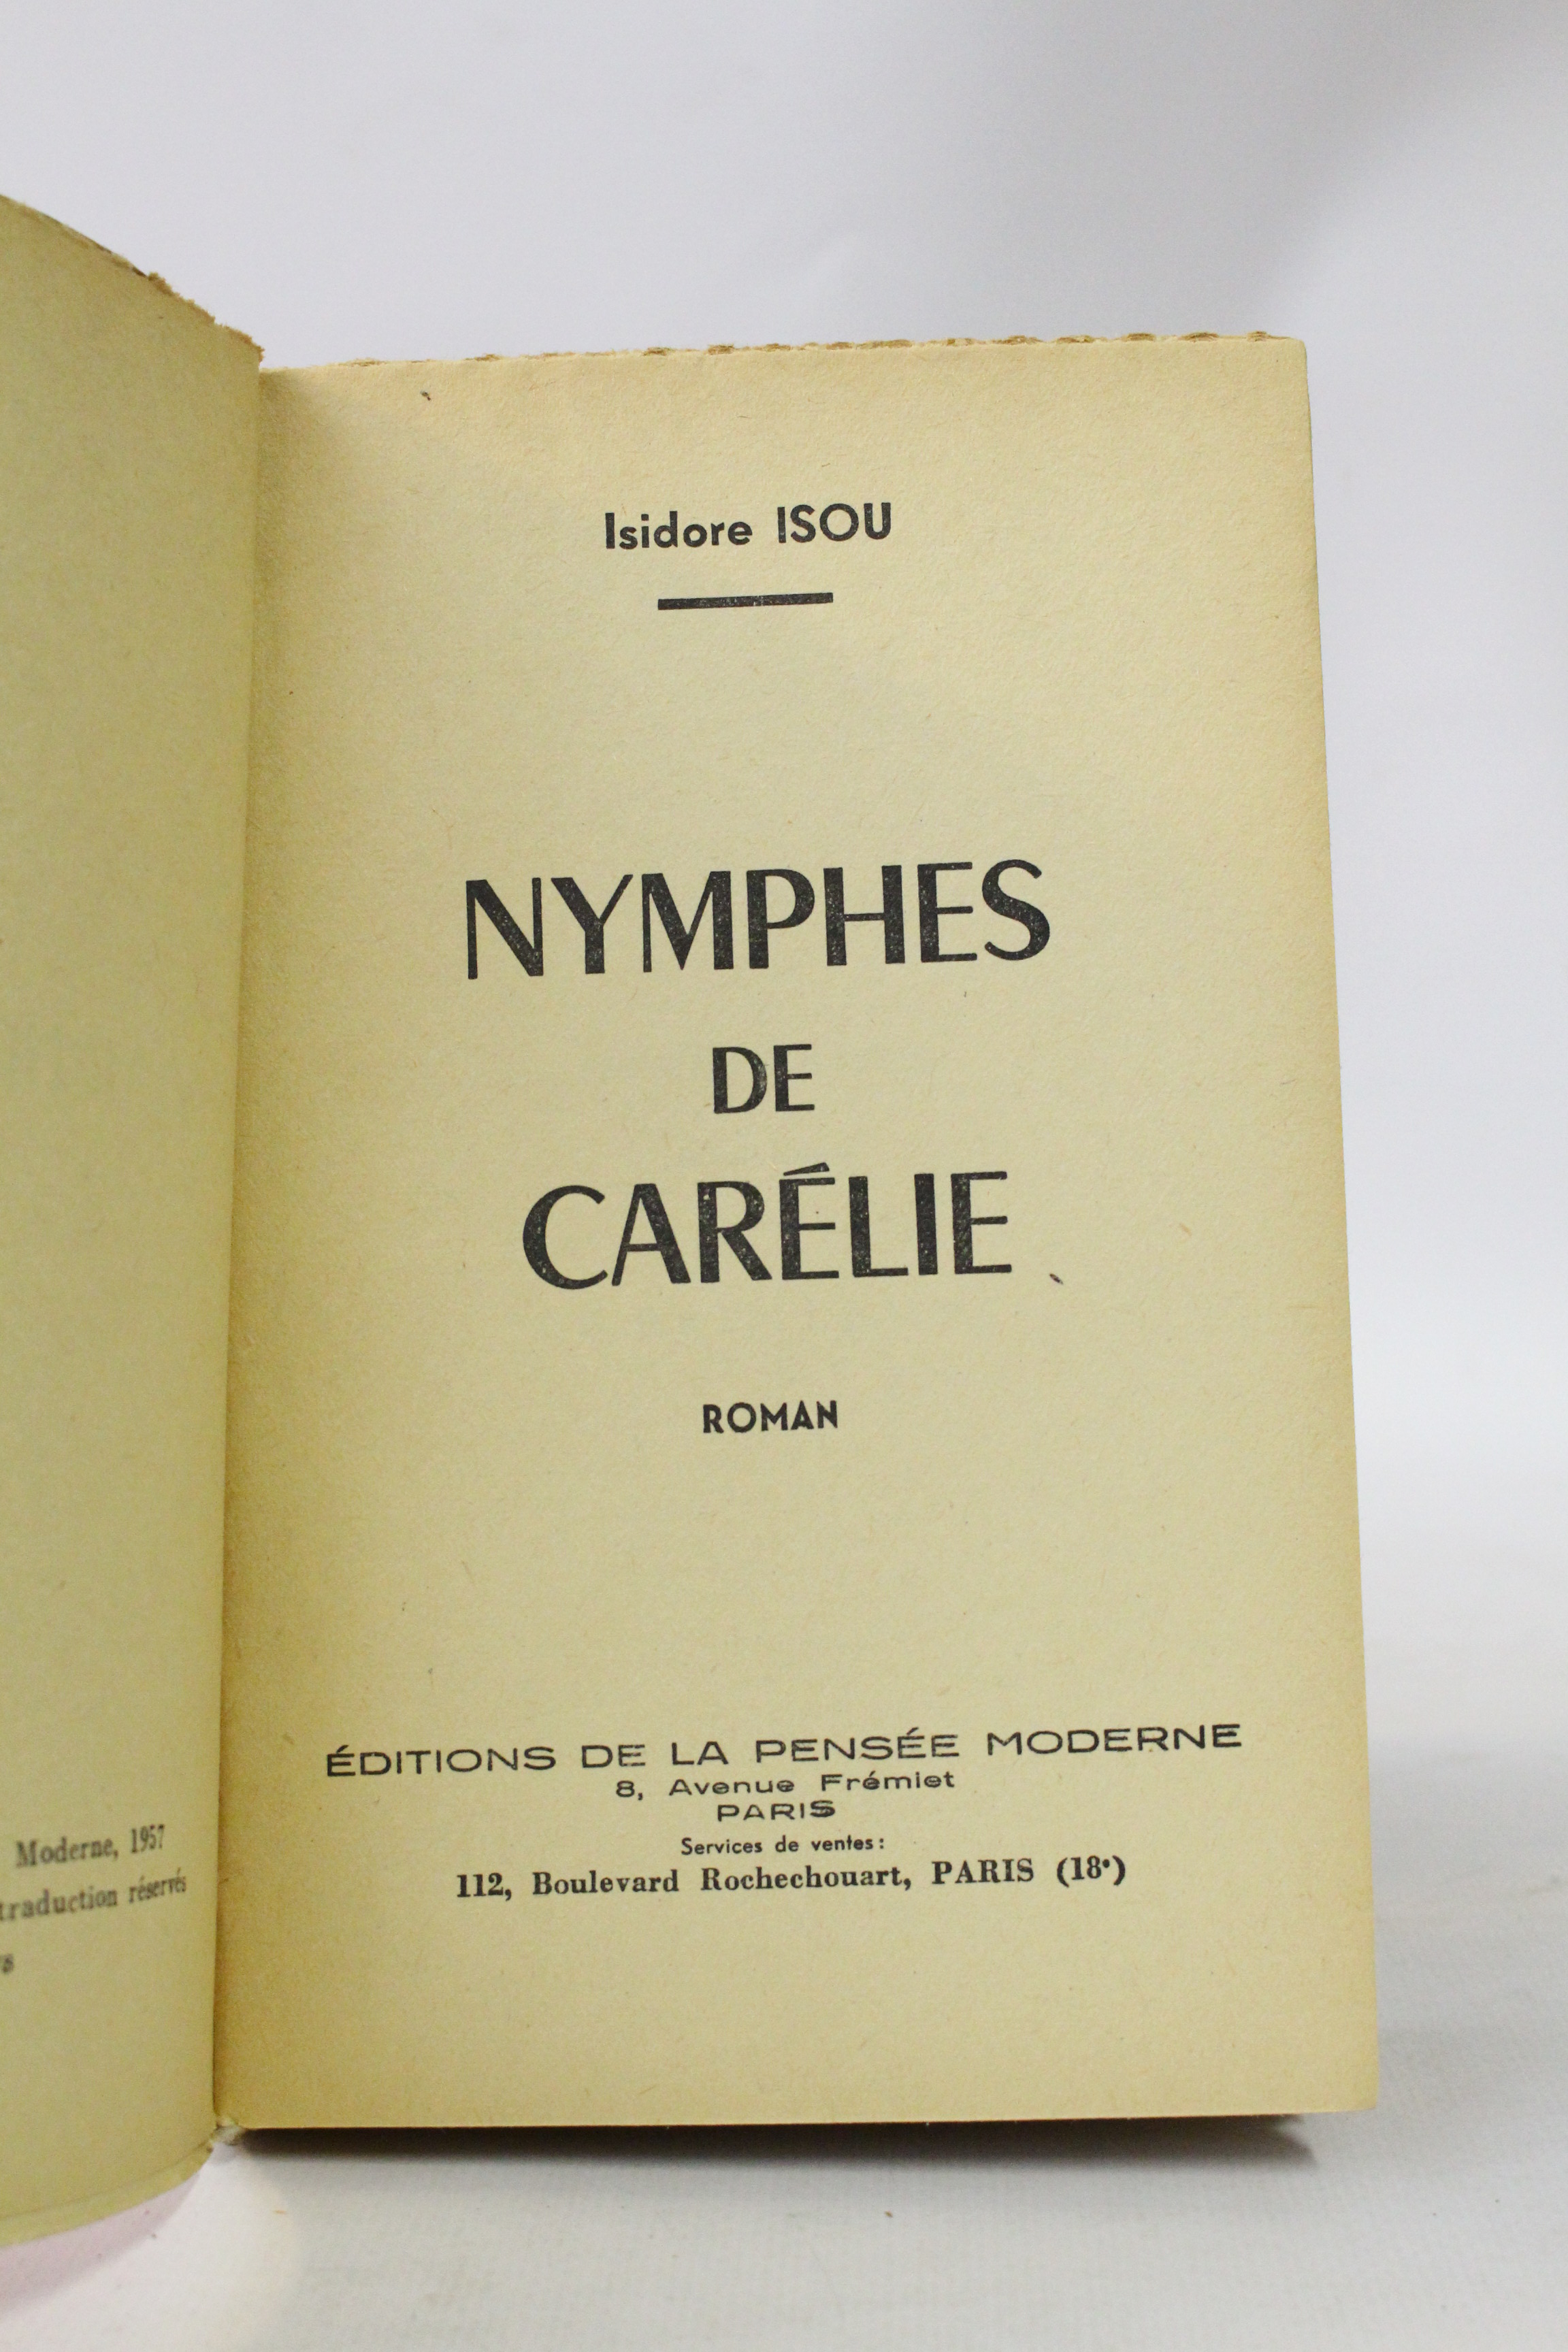 Moderne, 1957
traduction réservés
Isidore ISOU
NYMPHES
DE
CARÉLIE
ROMAN
ÉDITIONS DE LA PENSÉE MODERNE
8, Avenue Frémiet
PARIS
Services de ventes :
112, Boulevard Rochechouart, PARIS (18e)